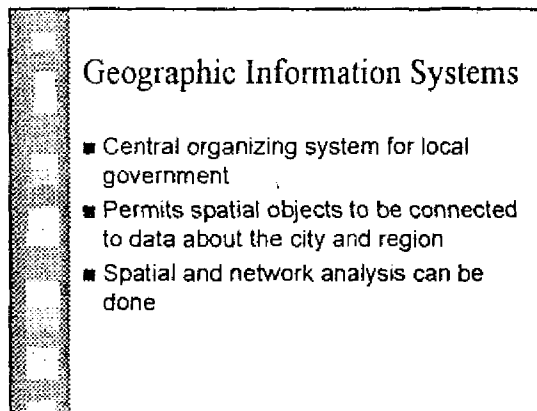 Geographic Information Systems
■ Central organizing system for local
government
■ Permits spatial objects to be connected
to data about the city and region
■ Spatial and network analysis can be
done